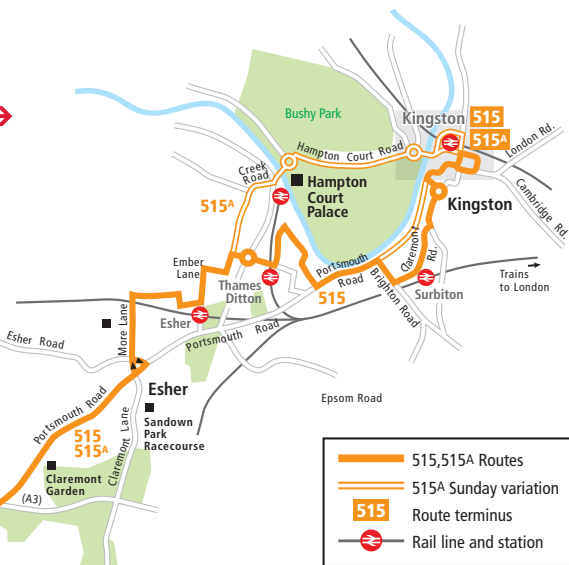 Bushy Park
Kingston
515
515A
London Rd.
Hampton Court Road
Creek
Road
Hampton
Court
Palace
Kingston
Cambridge Rd.
515A
Claremont
Rd.
Ember
Lane
Portsmouth
Road
Trains
to London
Thames
Ditton
515
Brighton Road
Surbiton
More Lane
Esher
Portsmouth Road
Esher Road
Esher
Epsom Road
Portsmouth Road
Sandown
Park
Racecourse
515
515A
Claremont Lane
Claremont
Garden
(A3)
515,515A Routes
515A Sunday variation
515
Route terminus
Rail line and station